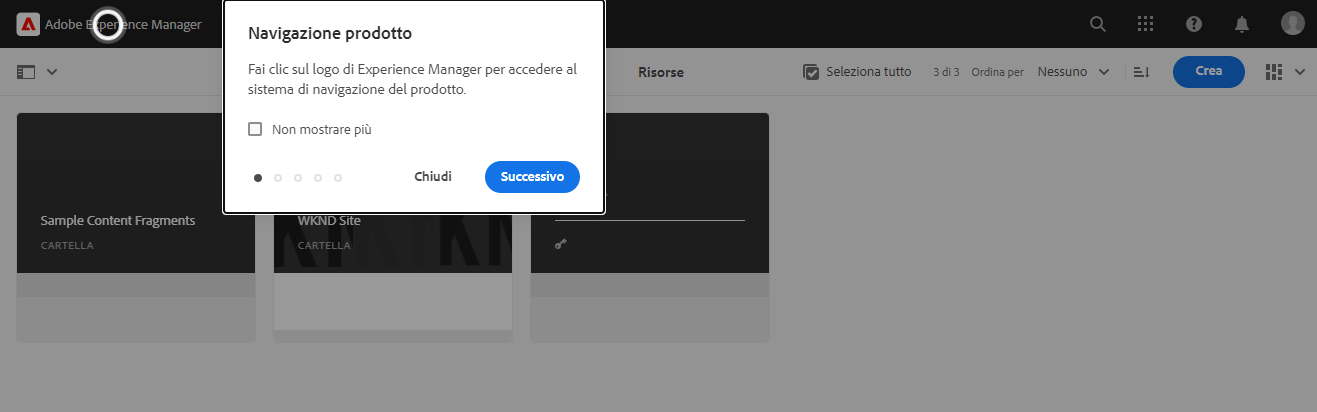 Adobe Experience Manager
Navigazione prodotto
Fai clic sul logo di Experience Manager per accedere al
sistema di navigazione del prodotto.
Non mostrare più
Chiudi
Successivo
Risorse
Seleziona tutto
3 di 3
Ordina per
Nessuno
Crea
Sample Content Fragments
CARTELLA
WKND Site
CARTELLA